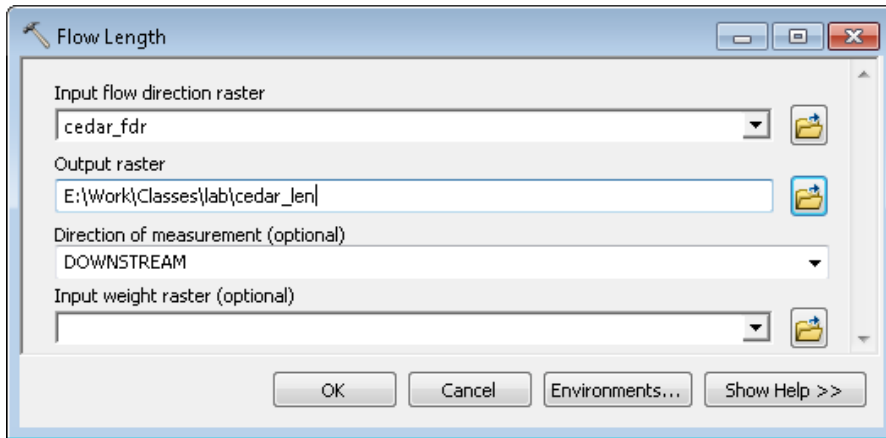 Flow Length
Input flow direction raster
cedar_fdr
Output raster
E:\Work\Classes\lab\cedar_len
Direction of measurement (optional)
DOWNSTREAM
Input weight raster (optional)
OK Cancel Environments... Show Help >>